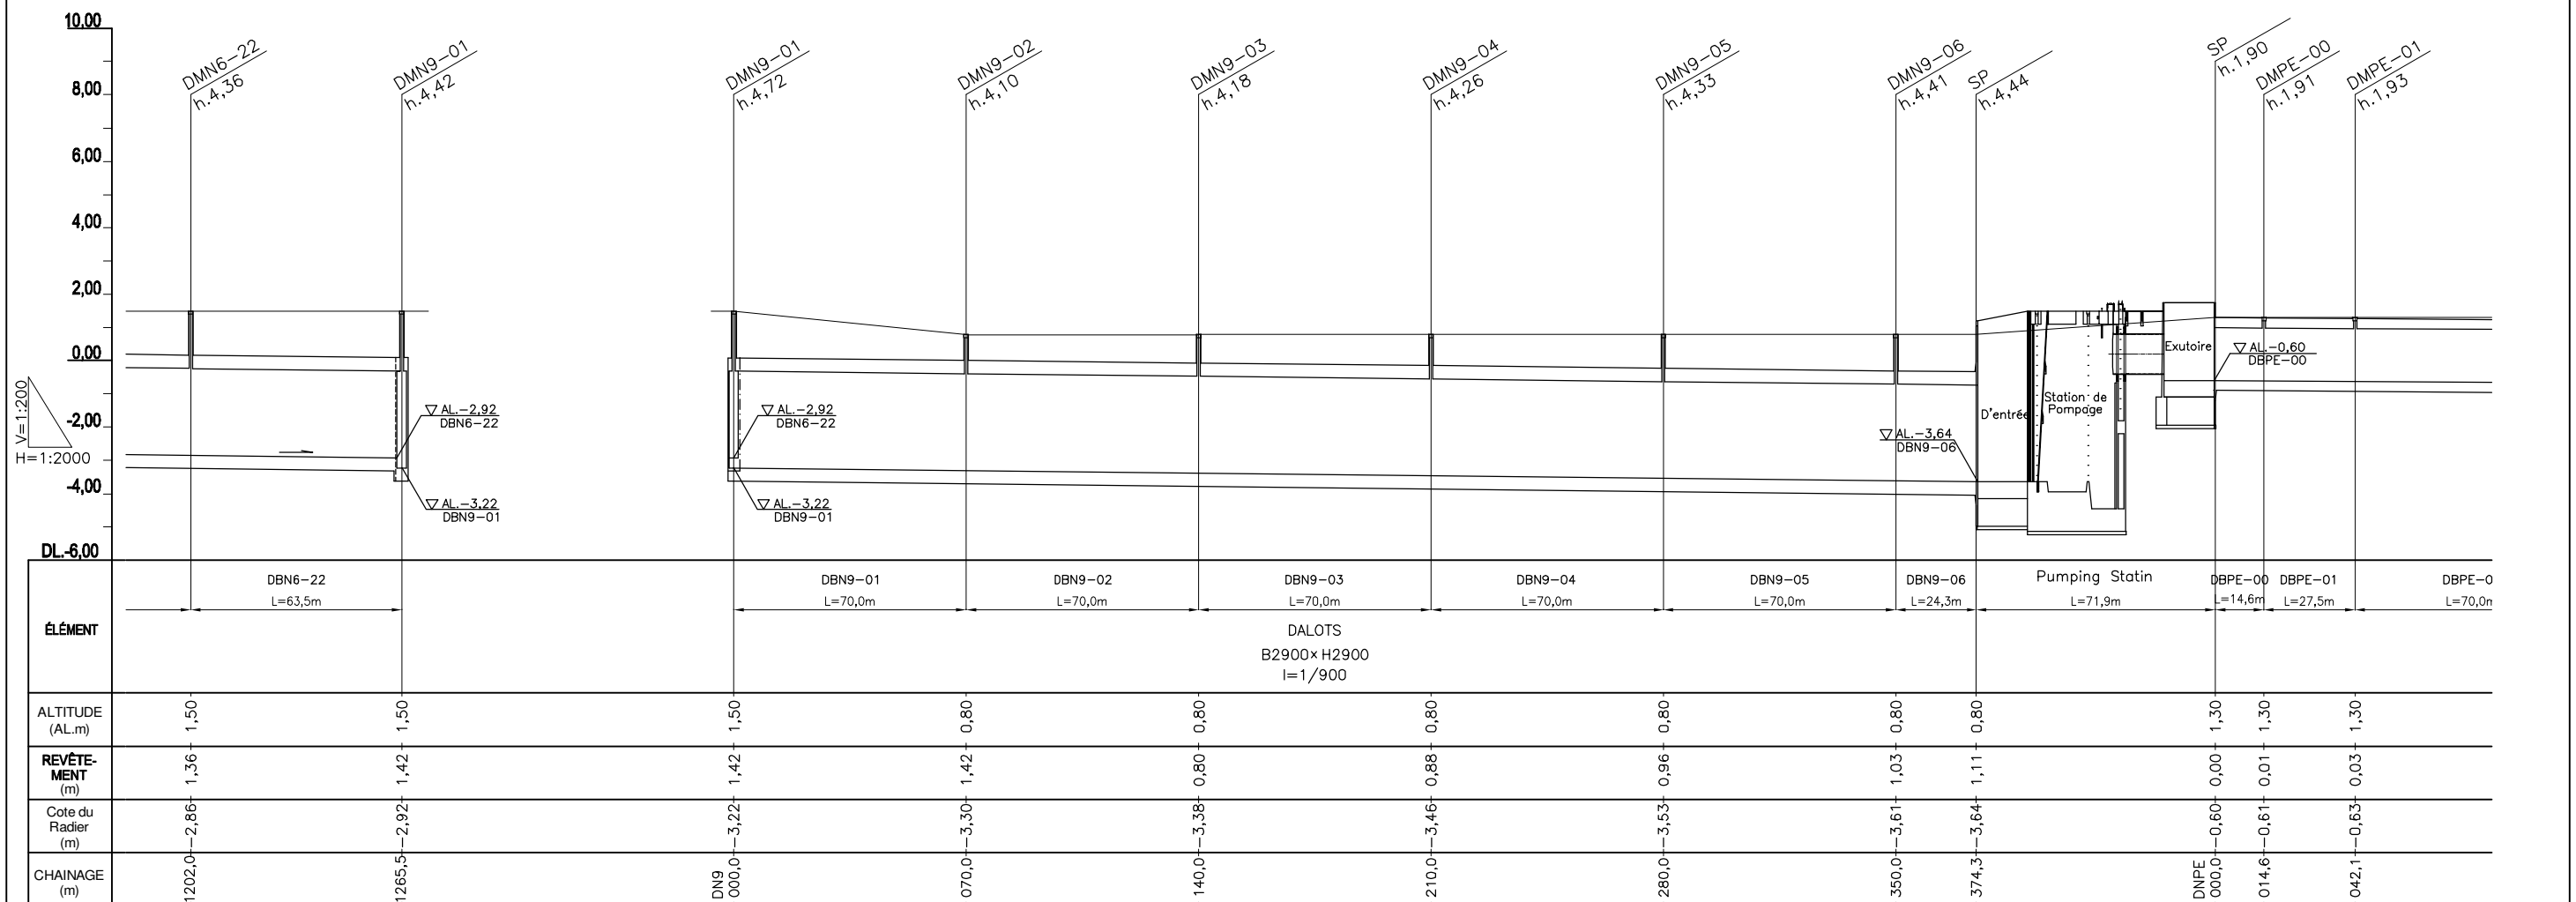 10,00
8,00
6,00
4,00
2,00
0,00
-2,00
-4,00
DL.-6,00
V=1:200
H=1:2000
DMN6-22
h.4,36
DMN9-01
h.4,42
DMN9-01
h.4,72
DMN9-02
h.4,10
DMN9-03
h.4,18
DMN9-04
h.4,26
DMN9-05
h.4,33
DMN9-06
h.4,41
SP
h.4,44
SP
h.1,90
DMPE-00
h.1,91
DMPE-01
h.1,93
AL.-2,92
DBN6-22
AL.-3,22
DBN9-01
AL.-2,92
DBN6-22
AL.-3,22
DBN9-01
AL.-3,64
DBN9-06
D'entrée
Station de
Pompage
Exutoire
AL.-0,60
DBPE-00
ÉLÉMENT
DBN6-22
L=63,5m
DBN9-01
L=70,0m
DBN9-02
L=70,0m
DBN9-03
L=70,0m
DBN9-04
L=70,0m
DBN9-05
L=70,0m
DBN9-06
L=24,3m
Pumping Statin
L=71,9m
DBPE-00
L=14,6m
DBPE-01
L=27,5m
DBPE-0
L=70,0m
DALOTS
B2900×H2900
I=1/900
ALTITUDE
(AL.m)
1,50 1,50 1,50 0,80 0,80 0,80 0,80 0,80 0,80 1,30 1,30 1,30
REVÊTE-
MENT
(m)
1,36 1,42 1,42 1,42 0,80 0,88 0,96 1,03 1,11 0,00 0,01 0,03
Cote du
Radier
(m)
-2,86 -2,92 -3,22 -3,30 -3,38 -3,46 -3,53 -3,61 -3,64 -0,60 -0,61 -0,63
CHAINAGE
(m)
1202,0 1265,5 DN9 000,0 070,0 140,0 210,0 280,0 350,0 374,3 DNPE 000,0 014,6 042,1